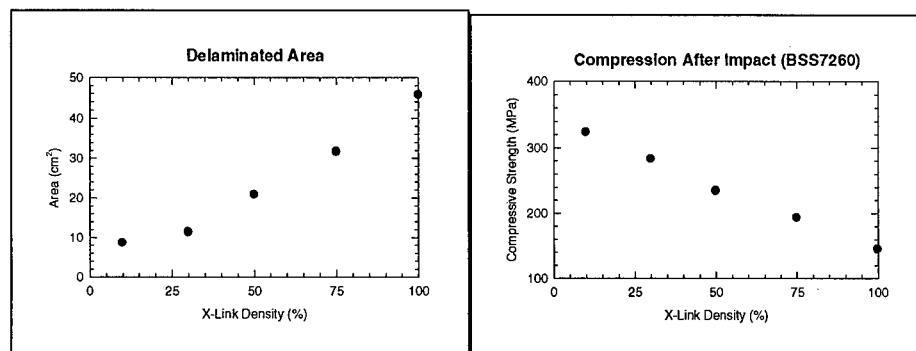 Delaminated Area
50
40
30
20
10
0
Area (cm²)
0 25 50 75 100
X-Link Density (%)
Compression After Impact (BSS7260)
400
300
200
100
Compressive Strength (MPa)
0 25 50 75 100
X-Link Density (%)